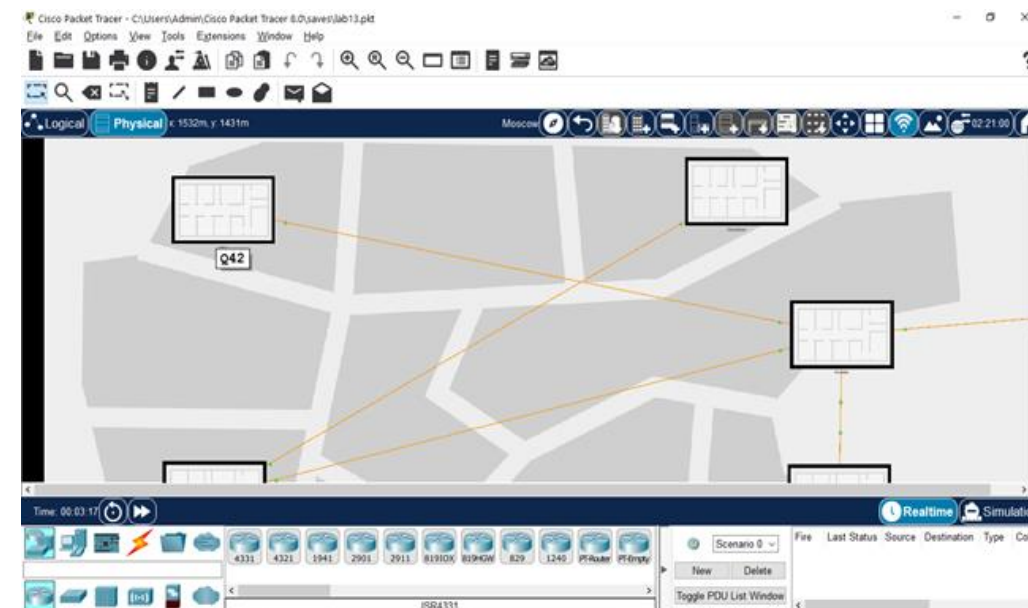 Cisco Packet Tracer - C:\Users\Admin\Cisco Packet Tracer 8.0\saves\lab13.pkt
File Edit Options View Tools Extensions Window Help
Logical Physical x: 1532m, y: 1431m Moscow 02:21:00
Q42
Time: 00:03:17 Realtime Simulati
4331 4321 1941 2901 2911 819IOX 819HGW 829 1240 PT-Router PT-Empty
Scenario 0
Fire Last Status Source Destination Type Co
New Delete
Toggle PDU List Window
ISR4331